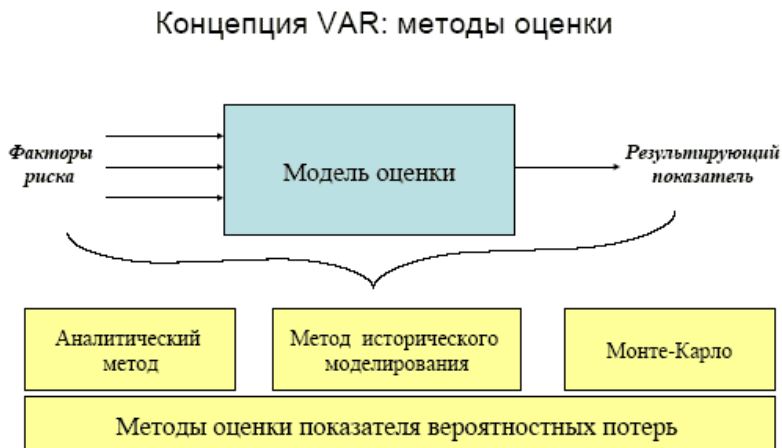 Концепция VAR: методы оценки
Факторы
риска
Модель оценки
Результирующий
показатель
Аналитический
метод
Метод исторического
моделирования
Монте-Карло
Методы оценки показателя вероятностных потерь